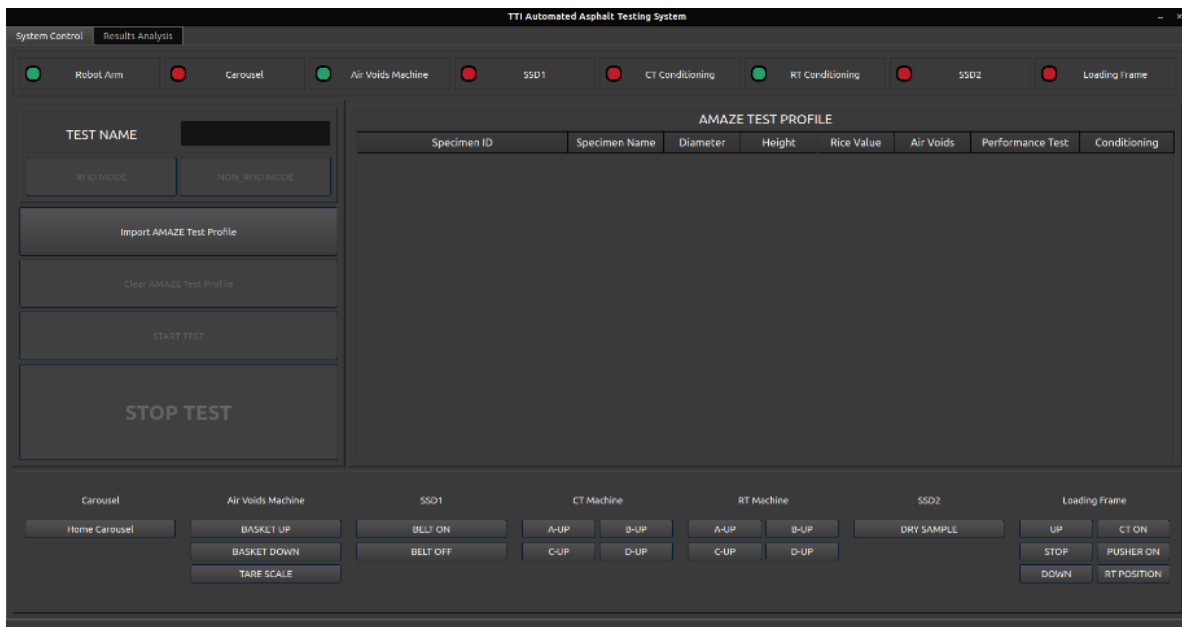 TTI Automated Asphalt Testing System
System Control Results Analysis
Robot Arm Carousel Air Voids Machine SSD1 CT Conditioning RT Conditioning SSD2 Loading Frame
TEST NAME
RFID MODE NON_RFID MODE
Import AMAZE Test Profile
Clear AMAZE Test Profile
START TEST
STOP TEST
AMAZE TEST PROFILE
Specimen ID Specimen Name Diameter Height Rice Value Air Voids Performance Test Conditioning
Carousel Air Voids Machine SSD1 CT Machine RT Machine SSD2 Loading Frame
Home Carousel BASKET UP BELT ON A-UP B-UP A-UP B-UP DRY SAMPLE UP CT ON
BASKET DOWN BELT OFF C-UP D-UP C-UP D-UP STOP PUSHER ON
TARE SCALE DOWN RT POSITION